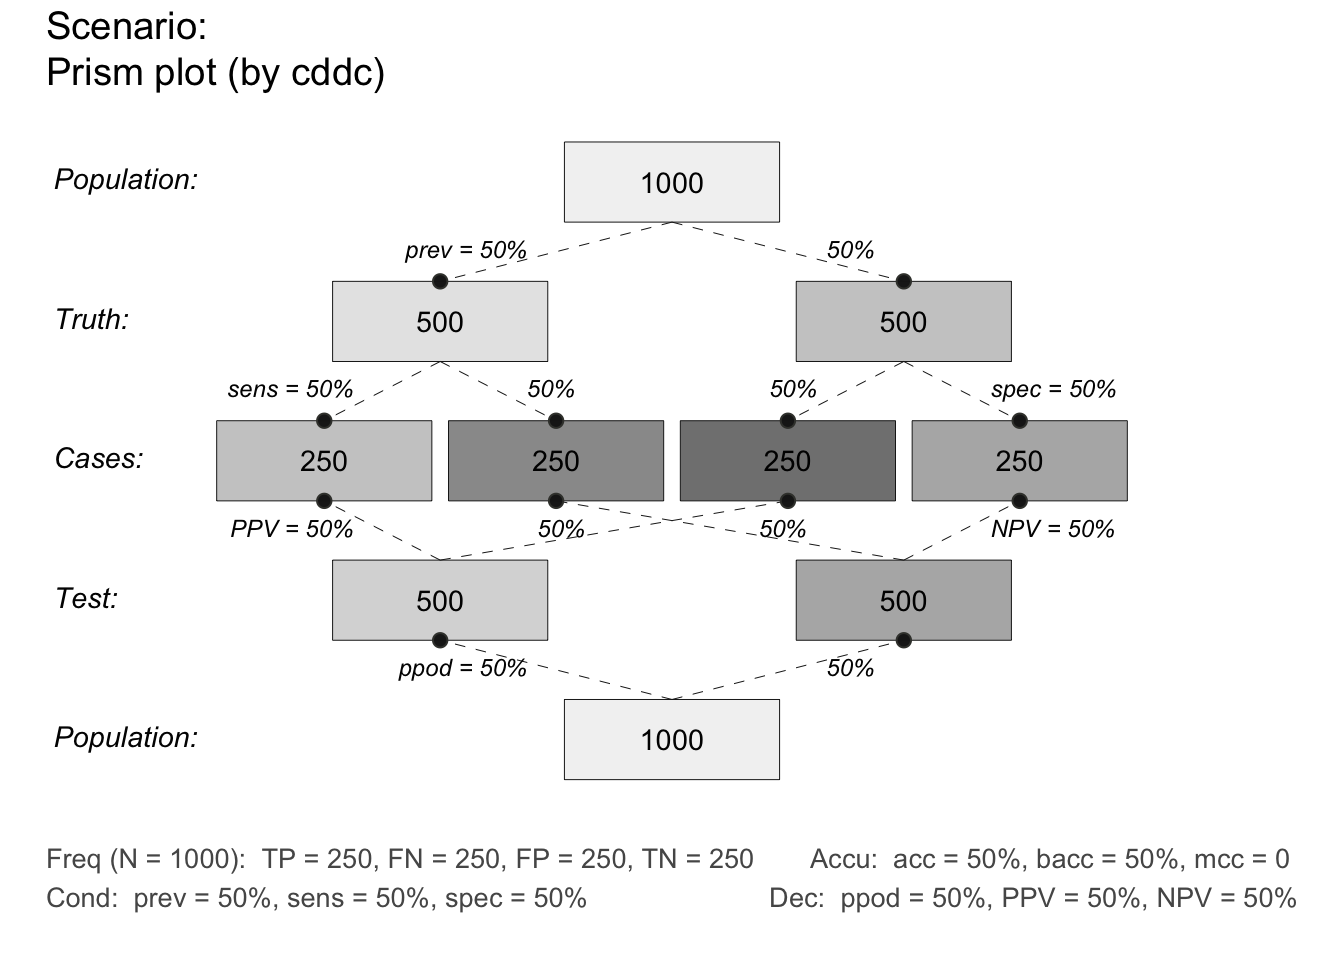 Scenario:
Prism plot (by cddc)
Population:
1000
prev = 50%
50%
Truth:
500
500
sens = 50%
50%
50%
spec = 50%
Cases:
250
250
250
250
PPV = 50%
50%
50%
NPV = 50%
Test:
500
500
ppod = 50%
50%
Population:
1000
Freq (N = 1000):  TP = 250, FN = 250, FP = 250, TN = 250
Accu:  acc = 50%, bacc = 50%, mcc = 0
Cond:  prev = 50%, sens = 50%, spec = 50%
Dec:  ppod = 50%, PPV = 50%, NPV = 50%